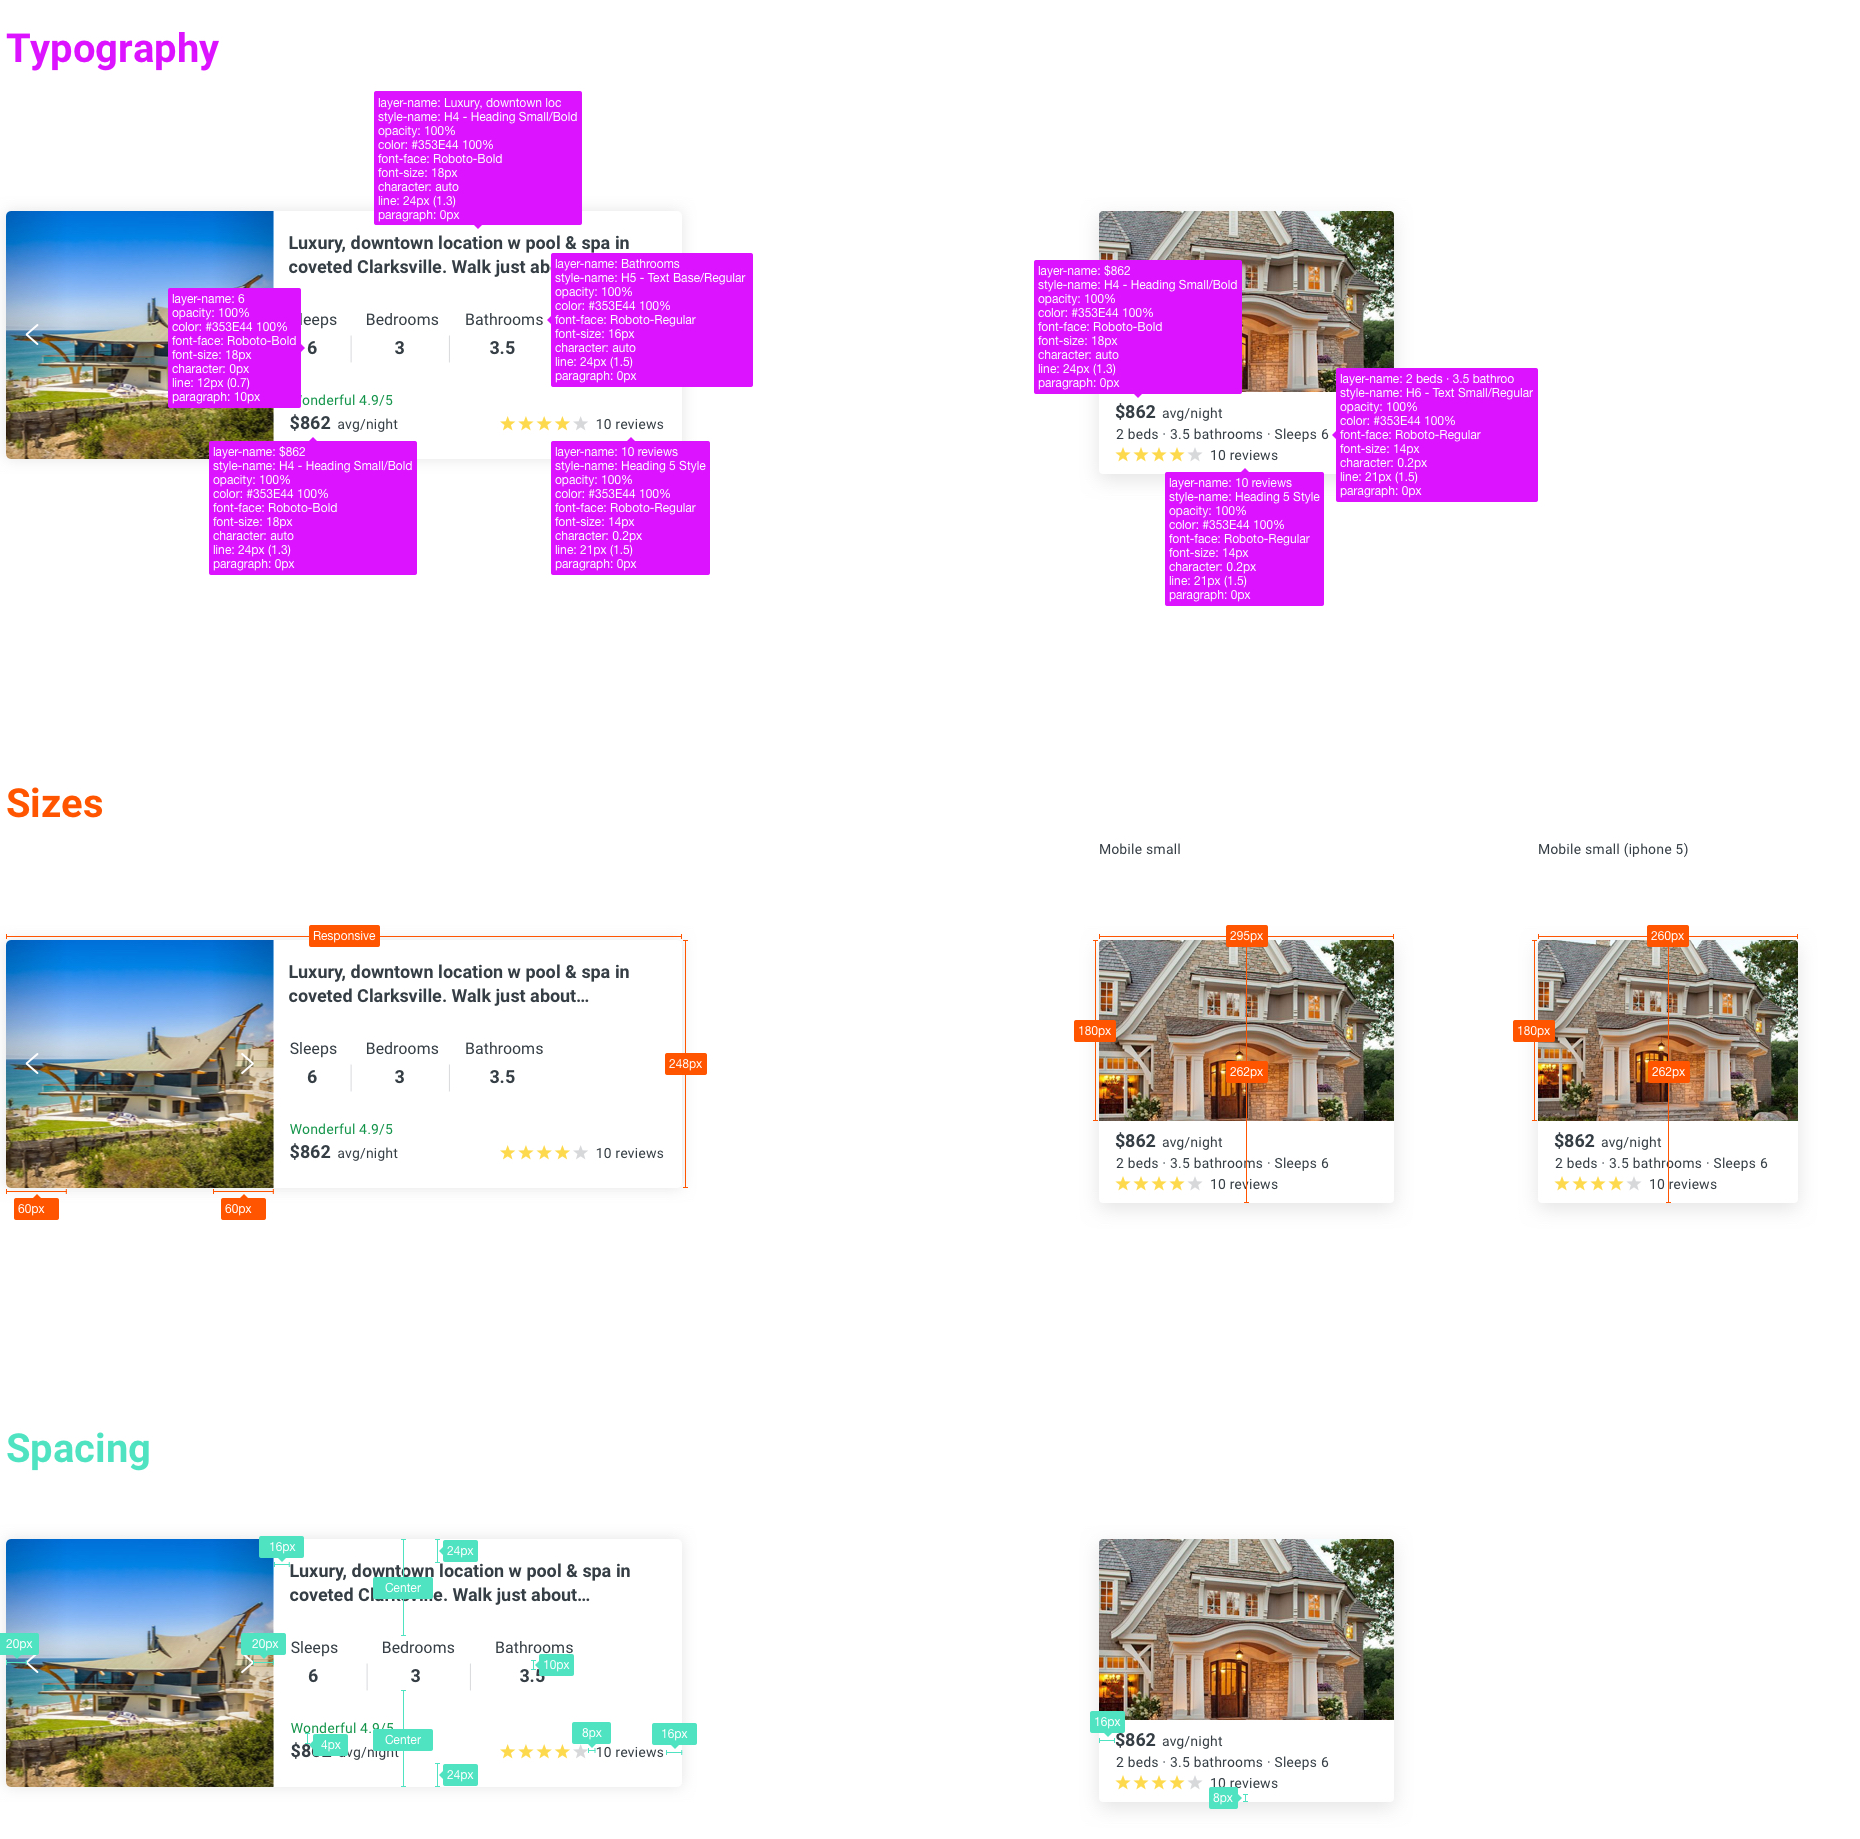 Typography
layer-name: Luxury, downtown loc
style-name: H4 - Heading Small/Bold
opacity: 100%
color: #353E44 100%
font-face: Roboto-Bold
font-size: 18px
character: auto
line: 24px (1.3)
paragraph: 0px
Luxury, downtown location w pool & spa in
coveted Clarksville. Walk just ab
layer-name: Bathrooms
style-name: H5 - Text Base/Regular
opacity: 100%
color: #353E44 100%
font-face: Roboto-Regular
font-size: 16px
character: auto
line: 24px (1.5)
paragraph: 0px
layer-name: 6
opacity: 100%
color: #353E44 100%
font-face: Roboto-Bold
font-size: 18px
character: 0px
line: 12px (0.7)
paragraph: 10px
leeps Bedrooms Bathrooms
6 3 3.5
onderful 4.9/5
$862 avg/night 10 reviews
layer-name: $862
style-name: H4 - Heading Small/Bold
opacity: 100%
color: #353E44 100%
font-face: Roboto-Bold
font-size: 18px
character: auto
line: 24px (1.3)
paragraph: 0px
layer-name: 10 reviews
style-name: Heading 5 Style
opacity: 100%
color: #353E44 100%
font-face: Roboto-Regular
font-size: 14px
character: 0.2px
line: 21px (1.5)
paragraph: 0px
layer-name: $862
style-name: H4 - Heading Small/Bold
opacity: 100%
color: #353E44 100%
font-face: Roboto-Bold
font-size: 18px
character: auto
line: 24px (1.3)
paragraph: 0px
$862 avg/night
2 beds · 3.5 bathrooms · Sleeps 6
10 reviews
layer-name: 2 beds · 3.5 bathroo
style-name: H6 - Text Small/Regular
opacity: 100%
color: #353E44 100%
font-face: Roboto-Regular
font-size: 14px
character: 0.2px
line: 21px (1.5)
paragraph: 0px
layer-name: 10 reviews
style-name: Heading 5 Style
opacity: 100%
color: #353E44 100%
font-face: Roboto-Regular
font-size: 14px
character: 0.2px
line: 21px (1.5)
paragraph: 0px
Sizes
Responsive
Luxury, downtown location w pool & spa in
coveted Clarksville. Walk just about...
Sleeps Bedrooms Bathrooms
6 3 3.5
248px
Wonderful 4.9/5
$862 avg/night 10 reviews
60px 60px
Mobile small
295px
180px
262px
$862 avg/night
2 beds · 3.5 bathrooms · Sleeps 6
10 reviews
Mobile small (iphone 5)
260px
180px
262px
$862 avg/night
2 beds · 3.5 bathrooms · Sleeps 6
10 reviews
Spacing
16px
24px
Luxury, downtown location w pool & spa in
Center
coveted Clarksville. Walk just about...
20px 20px
Sleeps Bedrooms Bathrooms
10px
6 3 3.5
Wonderful 4.9/5
4px Center 8px 16px
$862 avg/night 10 reviews
24px
16px
$862 avg/night
2 beds · 3.5 bathrooms · Sleeps 6
10 reviews
8px